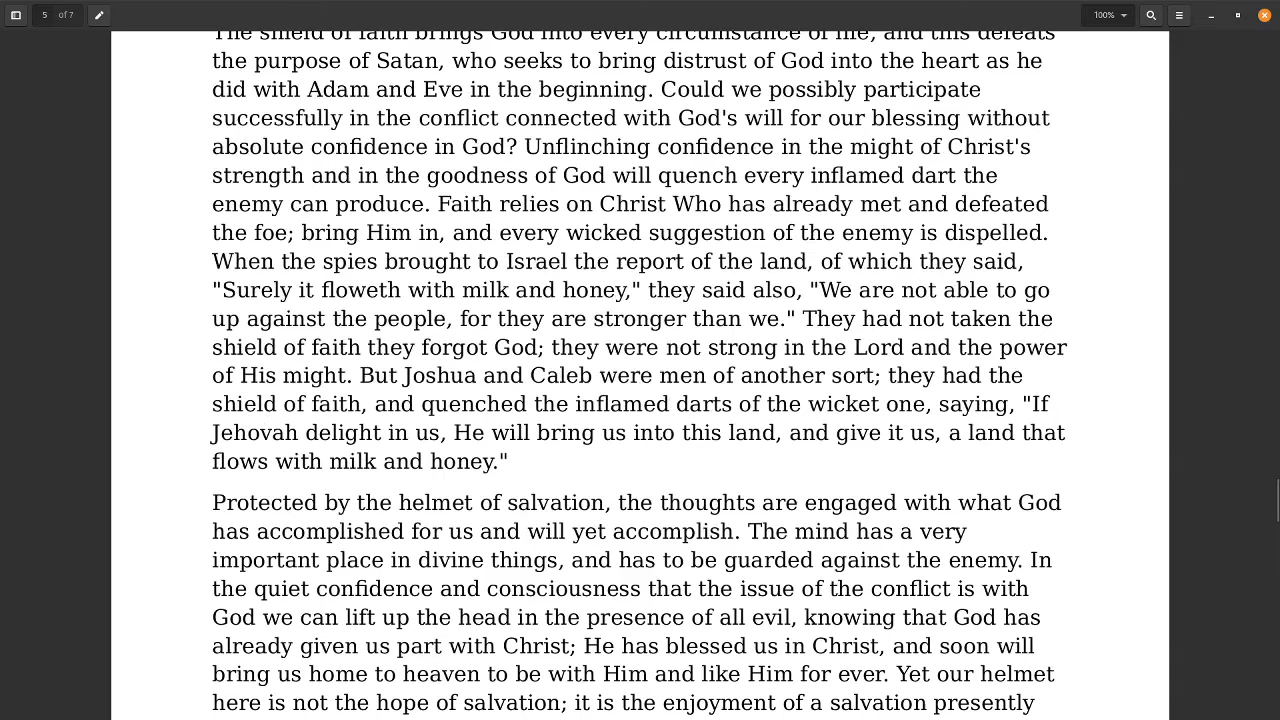 5 of 7
100%
The shield of faith brings God into every circumstance of life, and this defeats
the purpose of Satan, who seeks to bring distrust of God into the heart as he
did with Adam and Eve in the beginning. Could we possibly participate
successfully in the conflict connected with God's will for our blessing without
absolute confidence in God? Unflinching confidence in the might of Christ's
strength and in the goodness of God will quench every inflamed dart the
enemy can produce. Faith relies on Christ Who has already met and defeated
the foe; bring Him in, and every wicked suggestion of the enemy is dispelled.
When the spies brought to Israel the report of the land, of which they said,
"Surely it floweth with milk and honey," they said also, "We are not able to go
up against the people, for they are stronger than we." They had not taken the
shield of faith they forgot God; they were not strong in the Lord and the power
of His might. But Joshua and Caleb were men of another sort; they had the
shield of faith, and quenched the inflamed darts of the wicket one, saying, "If
Jehovah delight in us, He will bring us into this land, and give it us, a land that
flows with milk and honey."
Protected by the helmet of salvation, the thoughts are engaged with what God
has accomplished for us and will yet accomplish. The mind has a very
important place in divine things, and has to be guarded against the enemy. In
the quiet confidence and consciousness that the issue of the conflict is with
God we can lift up the head in the presence of all evil, knowing that God has
already given us part with Christ; He has blessed us in Christ, and soon will
bring us home to heaven to be with Him and like Him for ever. Yet our helmet
here is not the hope of salvation; it is the enjoyment of a salvation presently